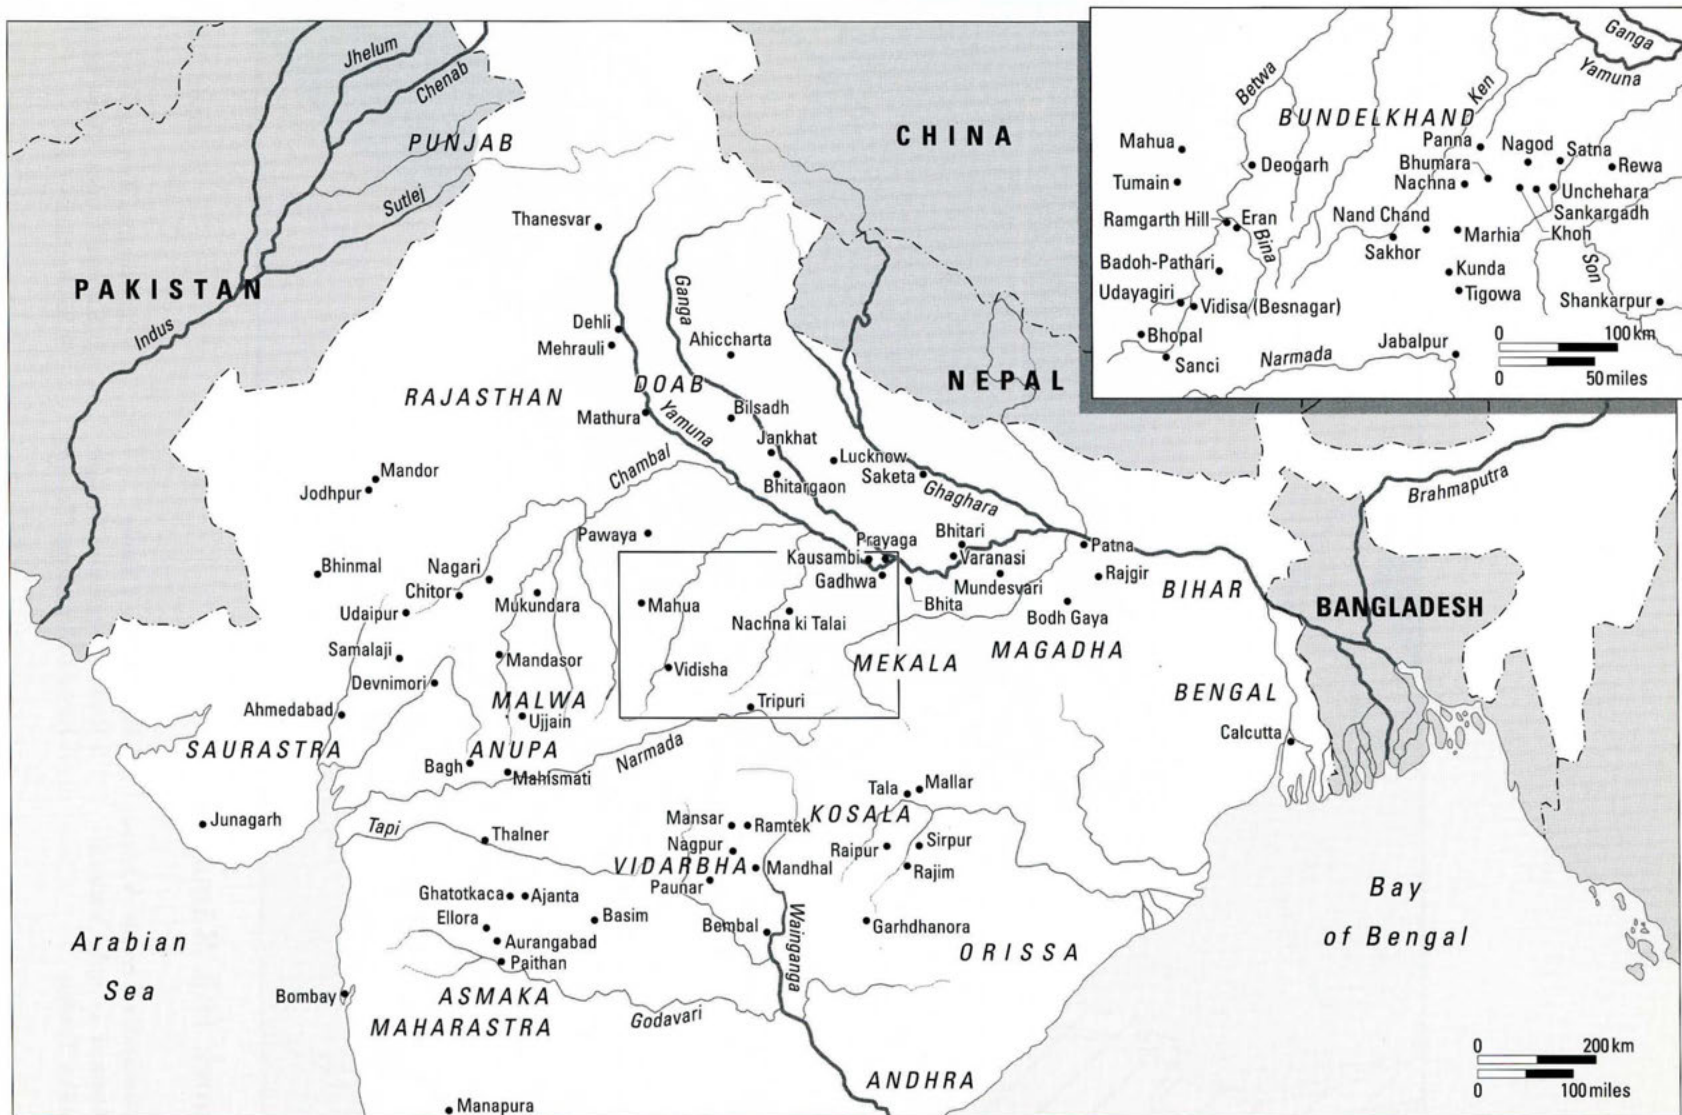 Jhelum
Chenab
PUNJAB
Sutlej
PAKISTAN
Indus
CHINA
NEPAL
Thanesvar
Ganga
Dehli
Mehrauli
Ahiccharta
DOAB
RAJASTHAN
Mathura
Yamuna
Bilsadh
Jankhat
Lucknow
Saketa
Bhitargaon
Ghaghara
Chambal
Mandor
Jodhpur
Brahmaputra
Pawaya
Prayaga
Bhitari
Patna
Kausambi
Varanasi
Gadhwa
Mundesvari
Rajgir
Bhinmal
Nagari
Chitor
Mukundara
Mahua
Bhita
BIHAR
BANGLADESH
Udaipur
Nachna ki Talai
Bodh Gaya
Samalaji
Mandasor
Vidisha
MEKALA
MAGADHA
Devnimori
MALWA
BENGAL
Ahmedabad
Ujjain
Tripuri
Calcutta
SAURASTRA
ANUPA
Narmada
Bagh
Mahismati
Tala
Mallar
Junagarh
Tapi
Thalner
Mansar
Ramtek
KOSALA
Nagpur
Raipur
Sirpur
VIDARBHA
Mandhal
Rajim
Paunar
Ghatotkaca
Ajanta
Ellora
Basim
Bembal
Wainganga
Garhdhanora
Aurangabad
Paithan
ORISSA
Bay
of Bengal
Arabian
Sea
Bombay
ASMAKA
MAHARASTRA
Godavari
ANDHRA
Manapura
0 200 km
0 100 miles
Ganga
Yamuna
Betwa
Ken
BUNDELKHAND
Mahua
Deogarh
Panna
Nagod
Satna
Bhumara
Rewa
Tumain
Nachna
Unchehara
Ramgarth Hill
Eran
Nand Chand
Sankargadh
Bina
Marhia
Khoh
Sakhor
Son
Badoh-Pathari
Kunda
Udayagiri
Tigowa
Vidisa (Besnagar)
Shankarpur
Bhopal
Sanci
Narmada
Jabalpur
0 100 km
0 50 miles